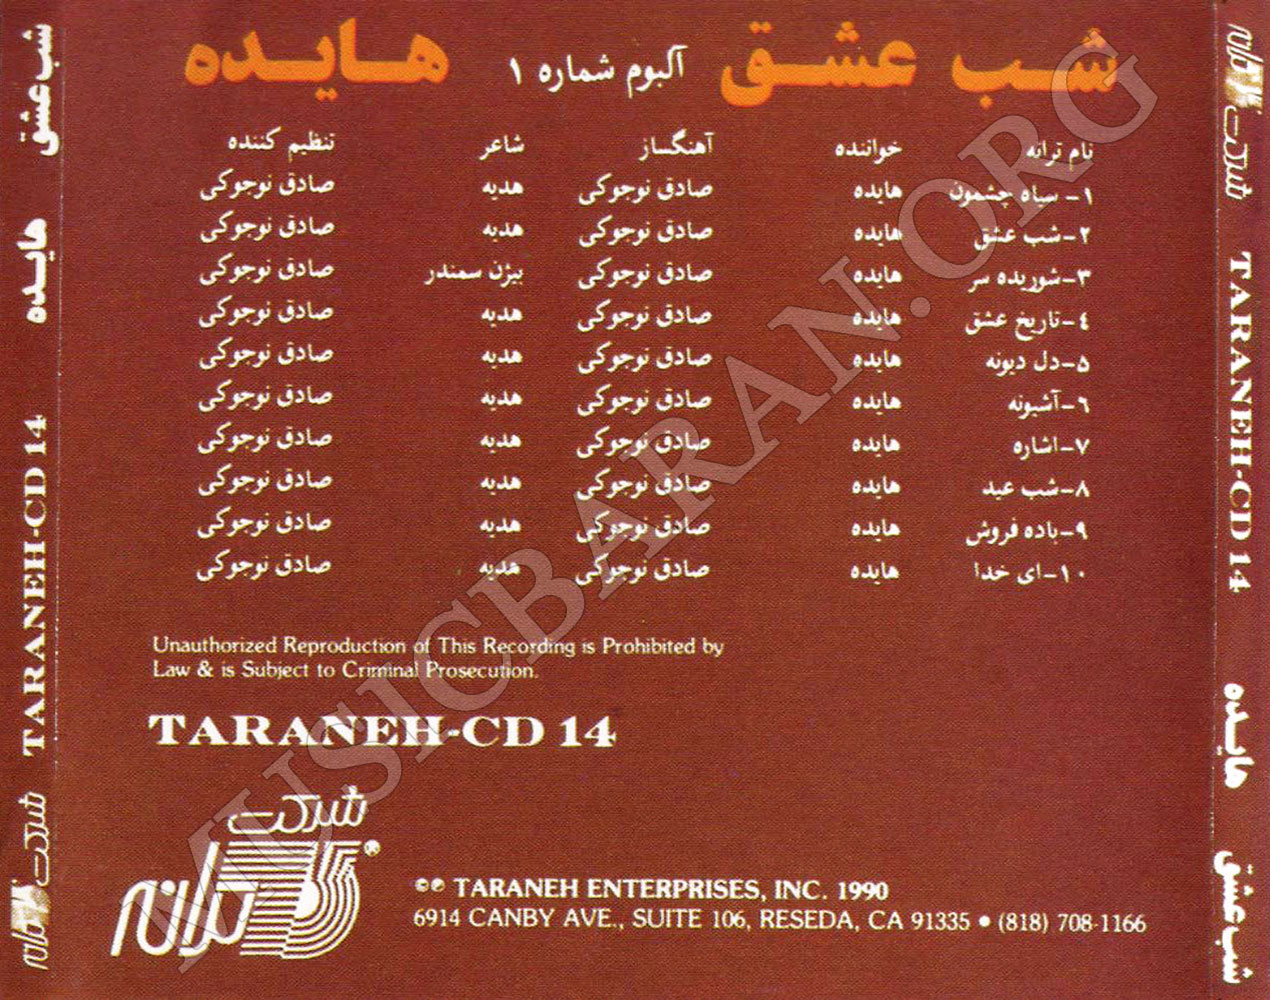 شب عشق آلبوم شماره ۱ هایده
نام ترانه خواننده آهنگساز شاعر تنظیم کننده
۱- سیاه چشمون هایده صادق نوجوکی هدیه صادق نوجوکی
۲-شب عشق هایده صادق نوجوکی هدیه صادق نوجوکی
۳-شوریده سر هایده صادق نوجوکی بیژن سمندر صادق نوجوکی
٤-تاریخ عشق هایده صادق نوجوکی هدیه صادق نوجوکی
۵-دل دیونه هایده صادق نوجوکی هدیه صادق نوجوکی
۶-آشیونه هایده صادق نوجوکی هدیه صادق نوجوکی
۷-اشاره هایده صادق نوجوکی هدیه صادق نوجوکی
۸-شب عید هایده صادق نوجوکی هدیه صادق نوجوکی
۹-باده فروش هایده صادق نوجوکی هدیه صادق نوجوکی
۱۰-ای خدا هایده صادق نوجوکی هدیه صادق نوجوکی
Unauthorized Reproduction of This Recording is Prohibited by
Law & is Subject to Criminal Prosecution.
TARANEH-CD 14
شرکت
ترانه ®
©℗ TARANEH ENTERPRISES, INC. 1990
6914 CANBY AVE., SUITE 106, RESEDA, CA 91335 • (818) 708-1166
شب عشق هایده TARANEH-CD 14 شرکت ترانه
شرکت ترانه TARANEH-CD 14 هایده شب عشق
MUSICBARAN.ORG